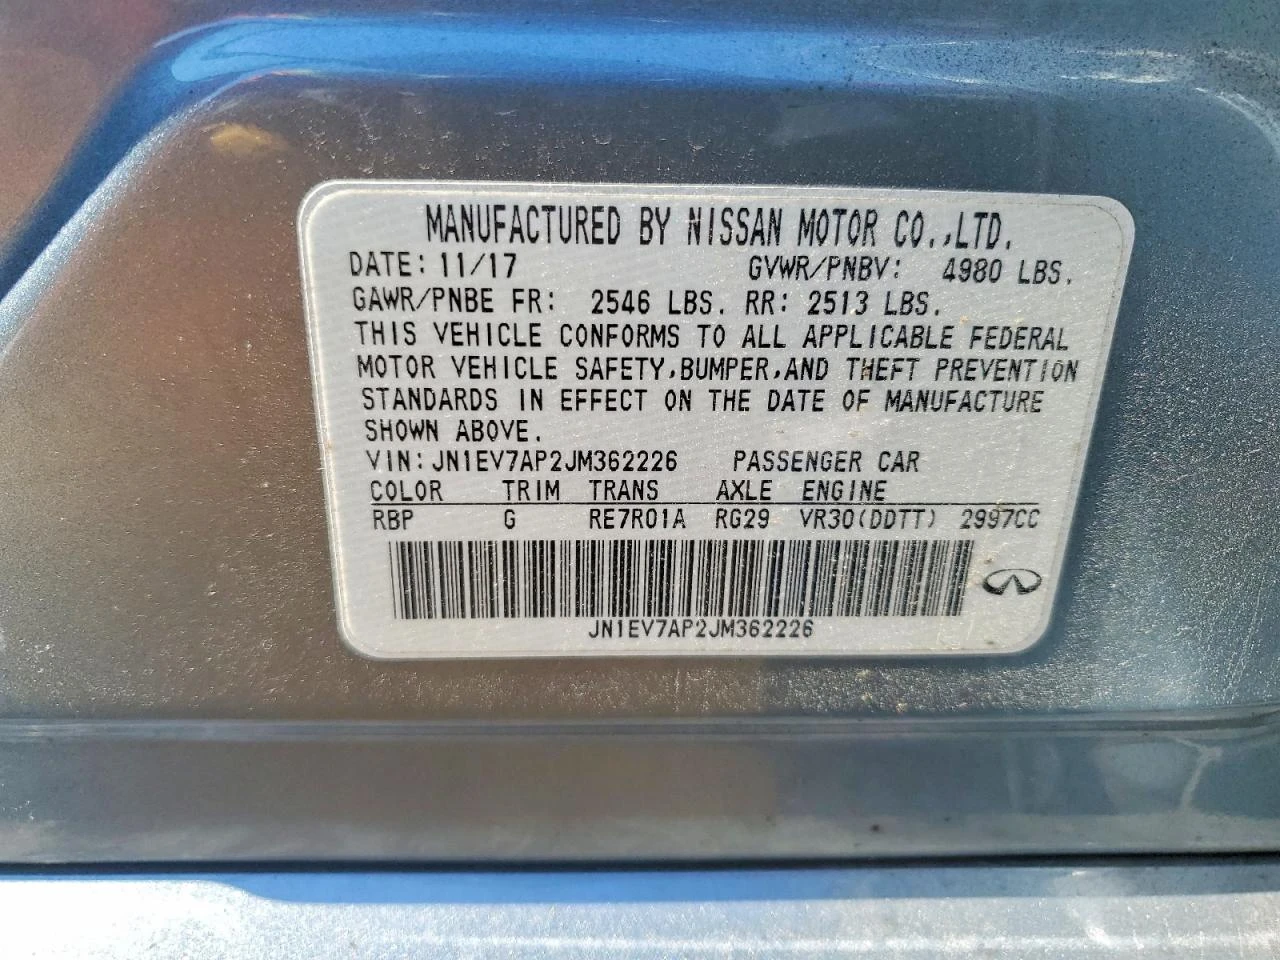 MANUFACTURED BY NISSAN MOTOR CO.,LTD.
DATE: 11/17 GVWR/PNBV: 4980 LBS.
GAWR/PNBE FR: 2546 LBS. RR: 2513 LBS.
THIS VEHICLE CONFORMS TO ALL APPLICABLE FEDERAL
MOTOR VEHICLE SAFETY,BUMPER,AND THEFT PREVENTION
STANDARDS IN EFFECT ON THE DATE OF MANUFACTURE
SHOWN ABOVE.
VIN: JN1EV7AP2JM362226 PASSENGER CAR
COLOR TRIM TRANS AXLE ENGINE
RBP G RE7R01A RG29 VR30(DDTT) 2997CC
JN1EV7AP2JM362226